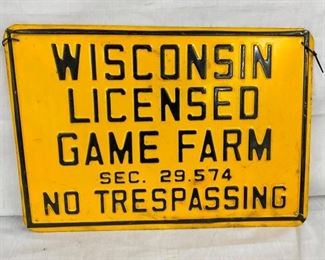 WISCONSIN
LICENSED
GAME FARM
SEC. 29.574
NO TRESPASSING